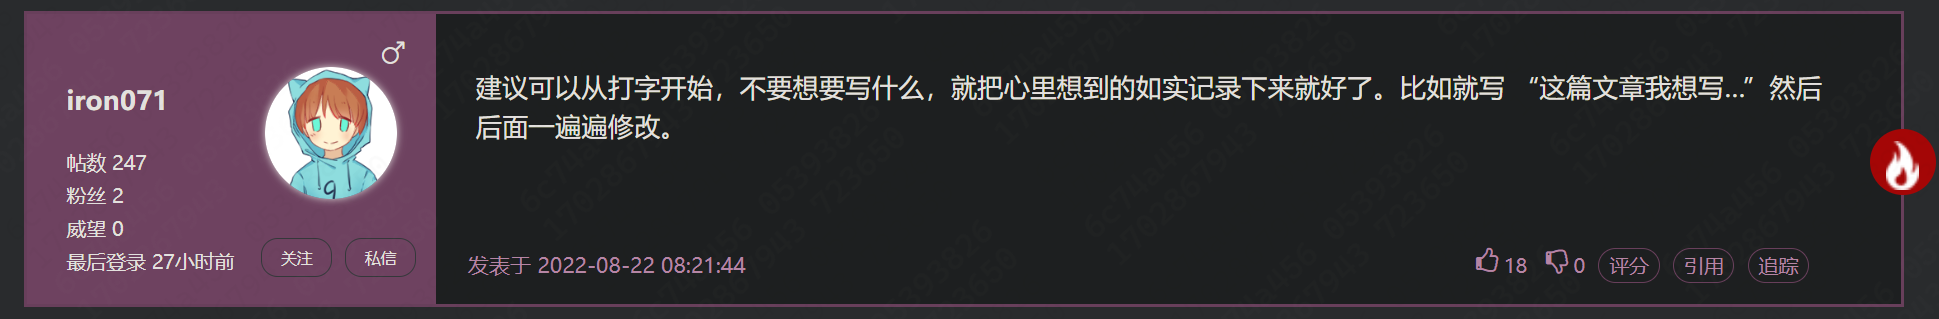 iron071
帖数 247
粉丝 2
威望 0
最后登录 27小时前
关注
私信
9
建议可以从打字开始，不要想要写什么，就把心里想到的如实记录下来就好了。比如就写 “这篇文章我想写...”然后
后面一遍遍修改。
发表于 2022-08-22 08:21:44
18
0
评分
引用
追踪